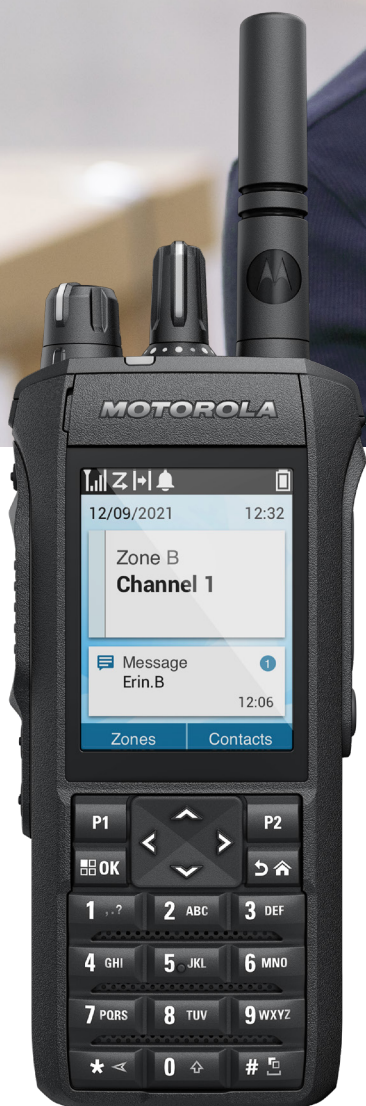 MOTOROLA
12/09/2021 12:32
Zone B
Channel 1
Message 1
Erin.B
12:06
Zones Contacts
P1 P2
OK
1 ,.? 2 ABC 3 DEF
4 GHI 5 JKL 6 MNO
7 PQRS 8 TUV 9 WXYZ
* 0 #